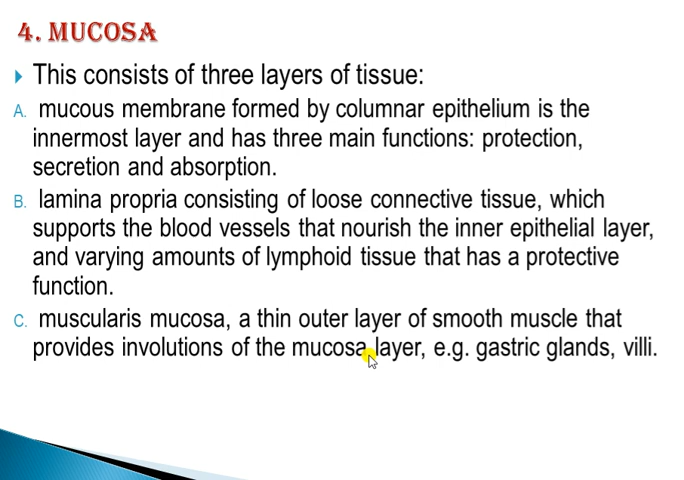 4. MUCOSA
This consists of three layers of tissue:
A. mucous membrane formed by columnar epithelium is the
innermost layer and has three main functions: protection,
secretion and absorption.
B. lamina propria consisting of loose connective tissue, which
supports the blood vessels that nourish the inner epithelial layer,
and varying amounts of lymphoid tissue that has a protective
function.
C. muscularis mucosa, a thin outer layer of smooth muscle that
provides involutions of the mucosa layer, e.g. gastric glands, villi.